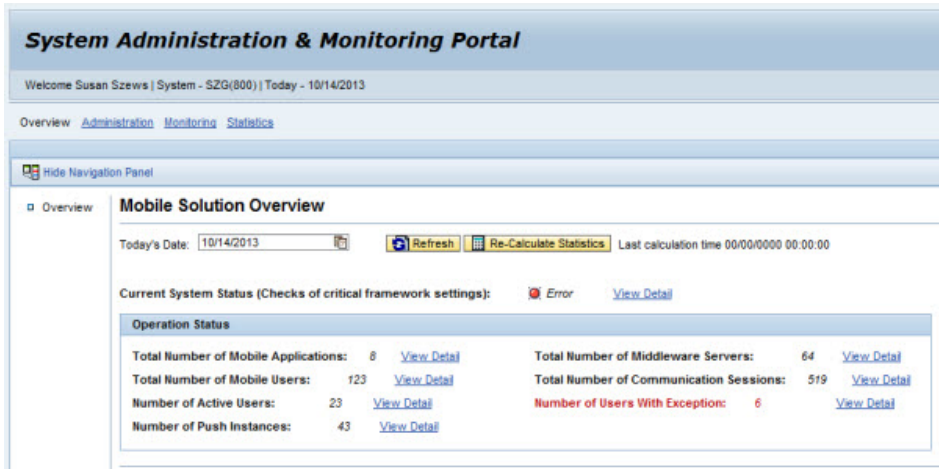 System Administration & Monitoring Portal
Welcome Susan Szews | System - SZG(800) | Today - 10/14/2013
Overview Administration Monitoring Statistics
Hide Navigation Panel
Overview
Mobile Solution Overview
Today's Date: 10/14/2013 Refresh Re-Calculate Statistics Last calculation time 00/00/0000 00:00:00
Current System Status (Checks of critical framework settings): Error View Detail
Operation Status
Total Number of Mobile Applications: 8 View Detail Total Number of Middleware Servers: 64 View Detail
Total Number of Mobile Users: 123 View Detail Total Number of Communication Sessions: 519 View Detail
Number of Active Users: 23 View Detail Number of Users With Exception: 6 View Detail
Number of Push Instances: 43 View Detail